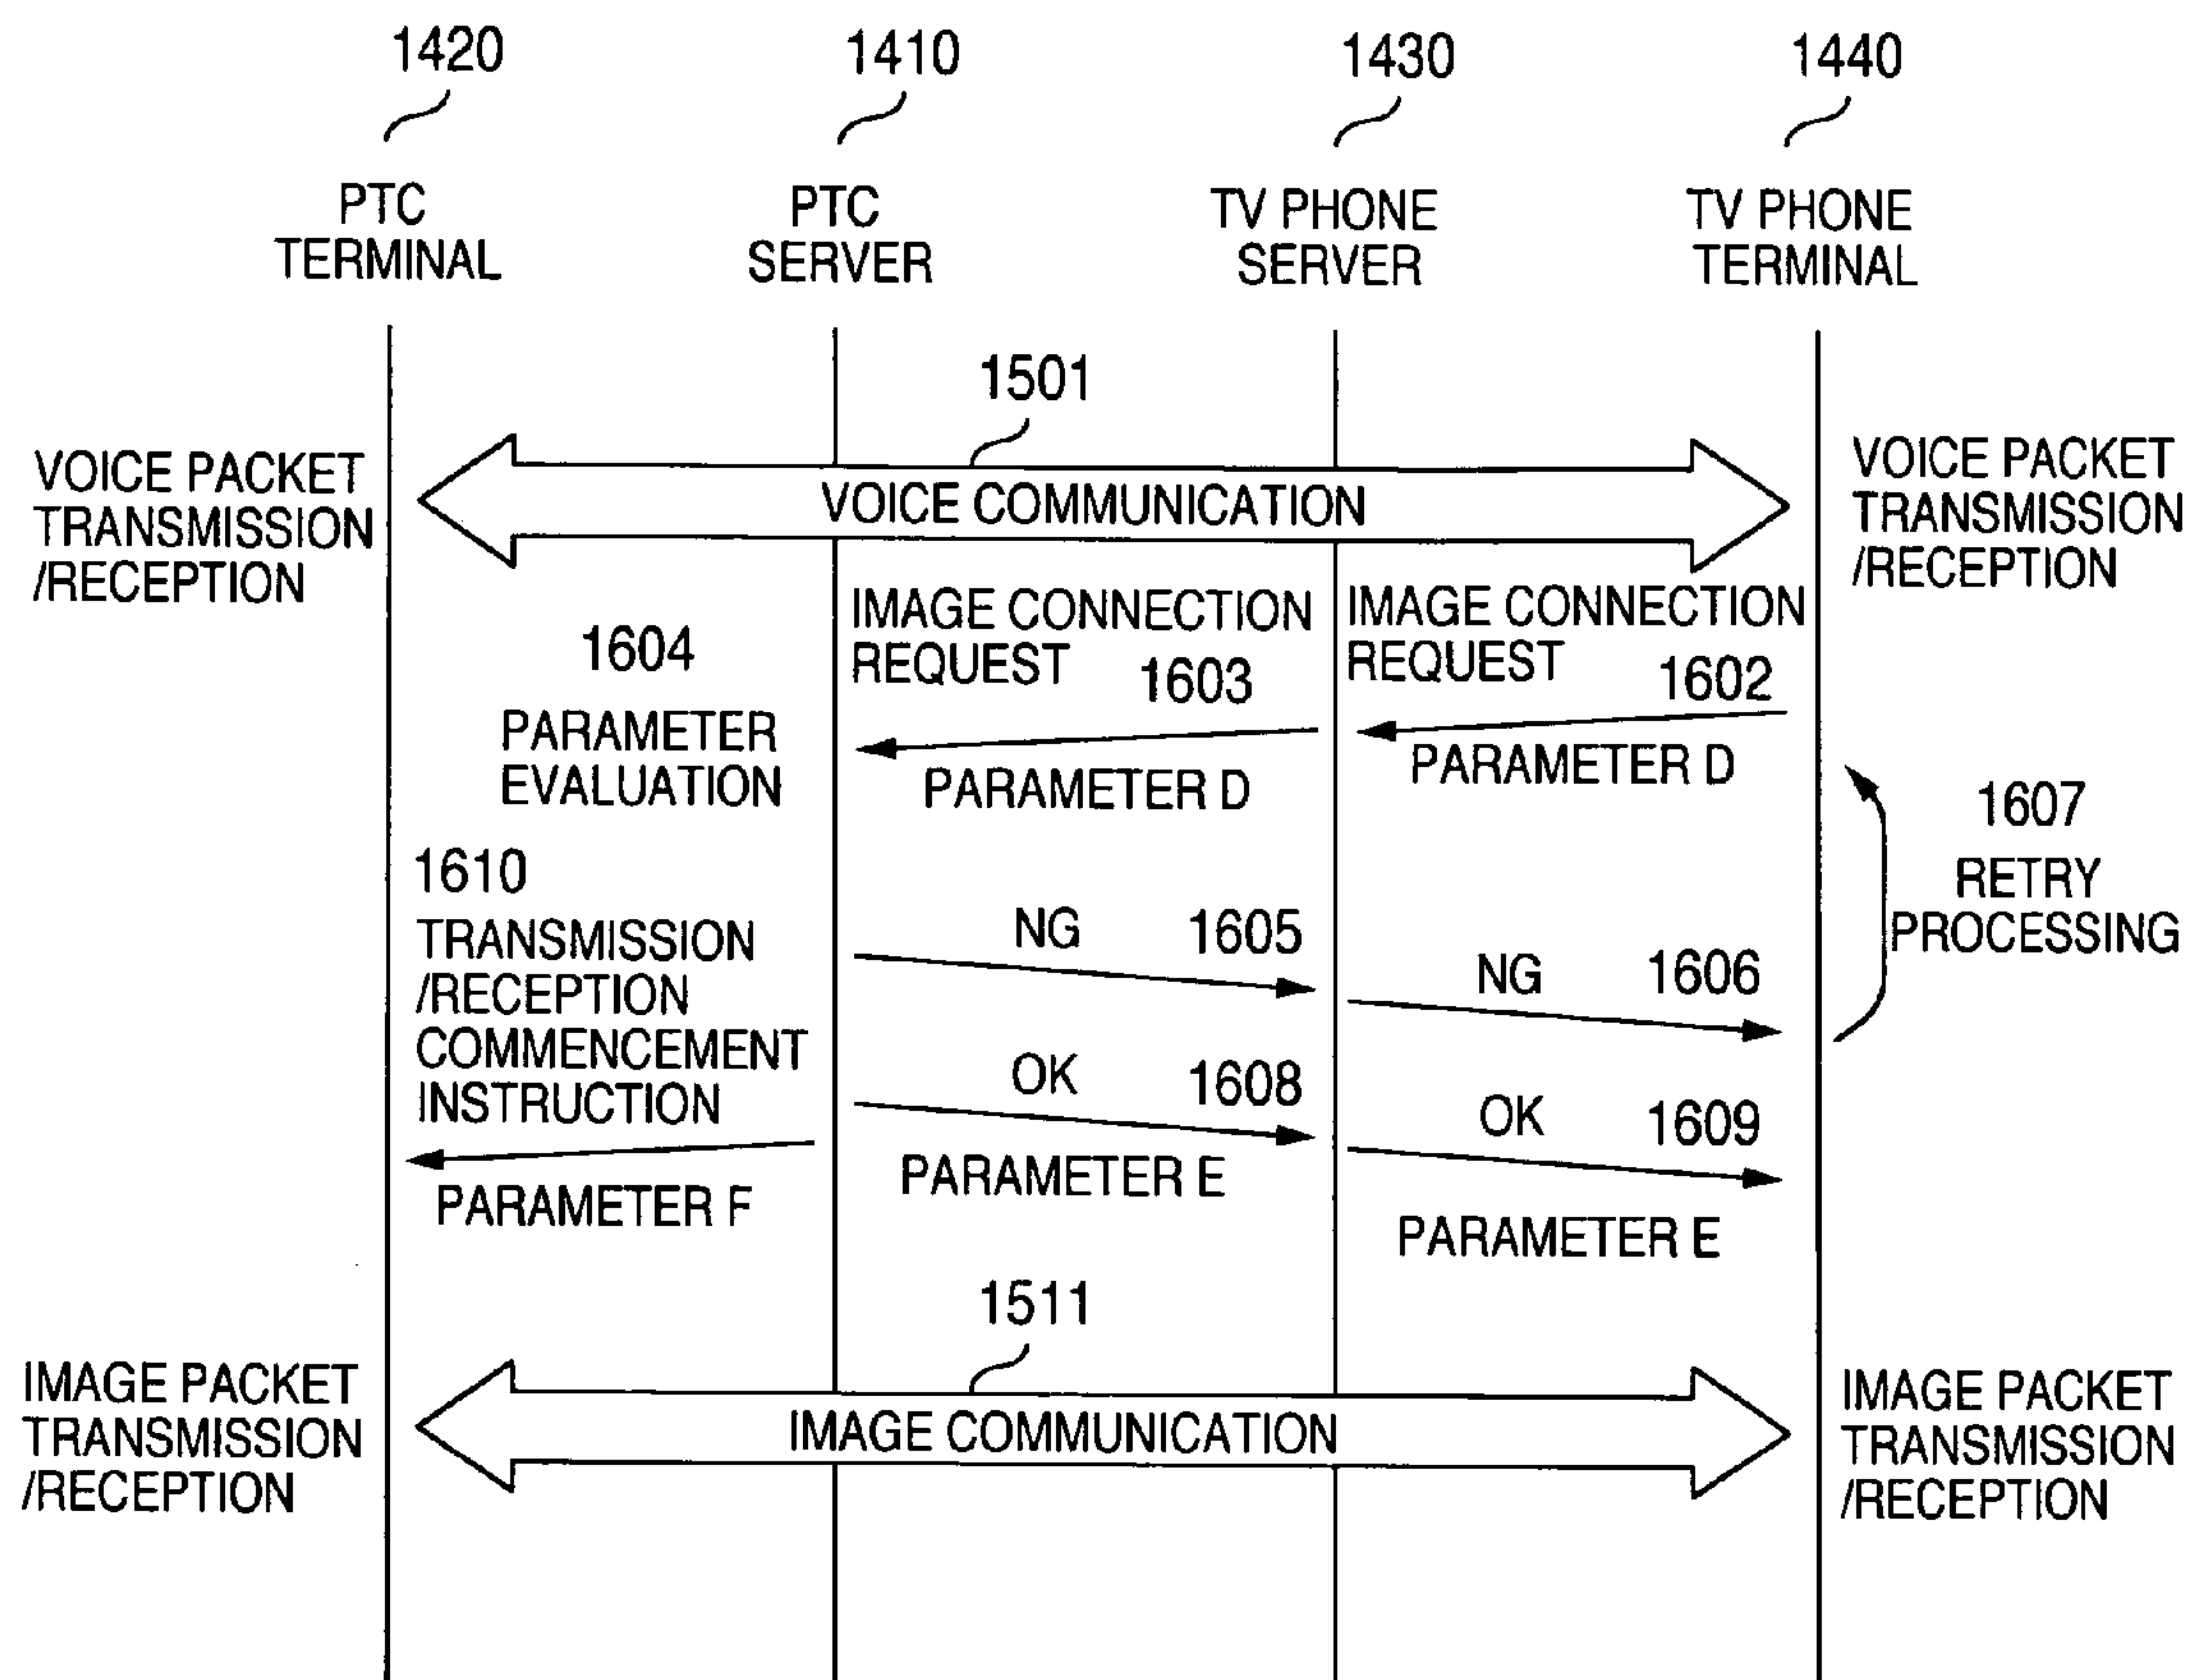 1420
1410
1430
1440
PTC
TERMINAL
PTC
SERVER
TV PHONE
SERVER
TV PHONE
TERMINAL
1501
VOICE PACKET
TRANSMISSION
/RECEPTION
VOICE COMMUNICATION
VOICE PACKET
TRANSMISSION
/RECEPTION
IMAGE CONNECTION
REQUEST
1603
IMAGE CONNECTION
REQUEST
1602
1604
PARAMETER
EVALUATION
PARAMETER D
PARAMETER D
1607
RETRY
PROCESSING
1610
TRANSMISSION
/RECEPTION
COMMENCEMENT
INSTRUCTION
NG
1605
NG
1606
OK
1608
OK
1609
PARAMETER F
PARAMETER E
PARAMETER E
1511
IMAGE PACKET
TRANSMISSION
/RECEPTION
IMAGE COMMUNICATION
IMAGE PACKET
TRANSMISSION
/RECEPTION